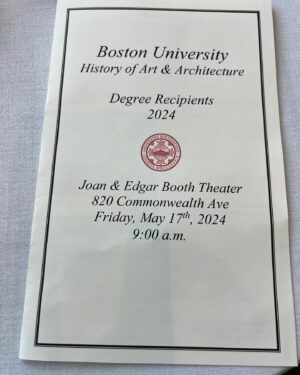 Boston University
History of Art & Architecture
Degree Recipients
2024
Joan & Edgar Booth Theater
820 Commonwealth Ave
Friday, May 17th, 2024
9:00 a.m.